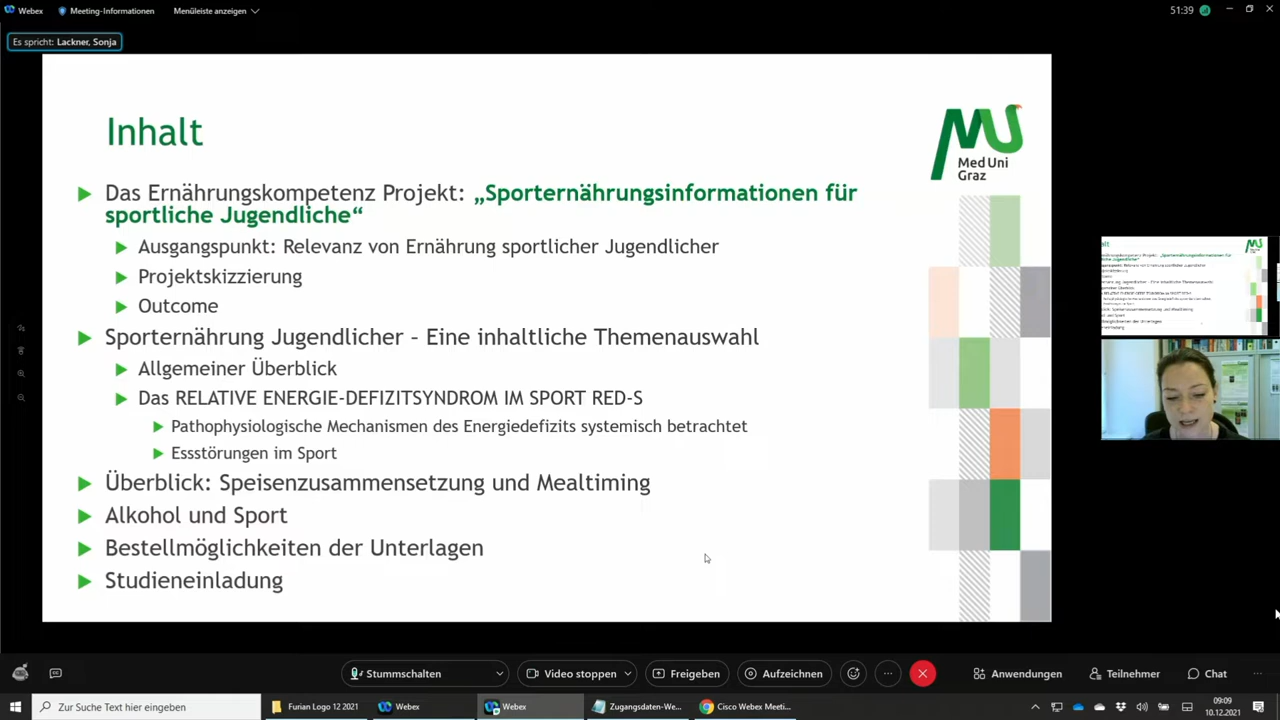 Webex
Meeting-Informationen
Menüleiste anzeigen
51:39
Es spricht: Lackner, Sonja
Inhalt
Med Uni
Graz
Das Ernährungskompetenz Projekt: „Sporternährungsinformationen für
sportliche Jugendliche“
Ausgangspunkt: Relevanz von Ernährung sportlicher Jugendlicher
Projektskizzierung
Outcome
Sporternährung Jugendlicher – Eine inhaltliche Themenauswahl
Allgemeiner Überblick
Das RELATIVE ENERGIE-DEFIZITSYNDROM IM SPORT RED-S
Pathophysiologische Mechanismen des Energiedefizits systemisch betrachtet
Essstörungen im Sport
Überblick: Speisenzusammensetzung und Mealtiming
Alkohol und Sport
Bestellmöglichkeiten der Unterlagen
Studieneinladung
Stummschalten
Video stoppen
Freigeben
Aufzeichnen
Anwendungen
Teilnehmer
Chat
Zur Suche Text hier eingeben
Furian Logo 12 2021
Webex
Webex
Zugangsdaten-We...
Cisco Webex Meeti...
09:09
10.12.2021